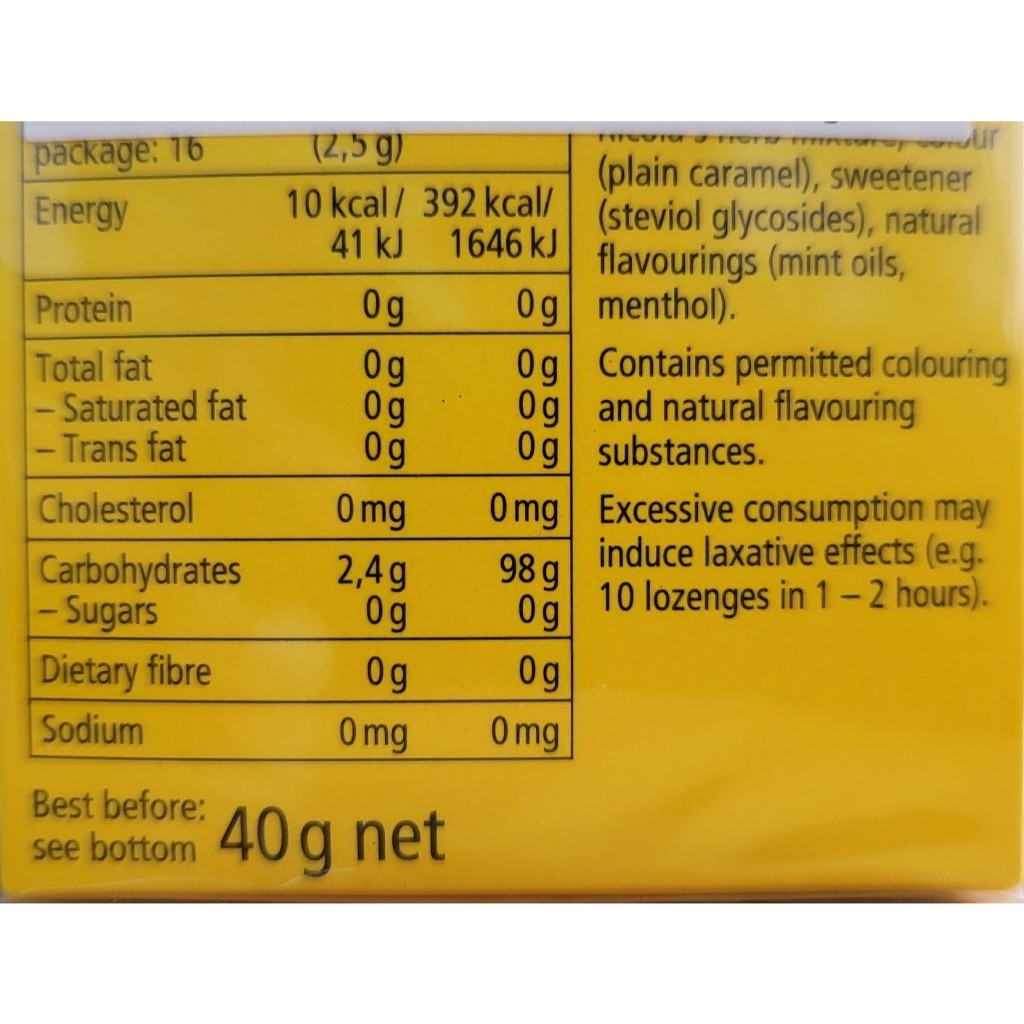 package: 16 (2,5 g)
Energy 10 kcal/ 392 kcal/
41 kJ 1646 kJ
Protein 0 g 0 g
Total fat 0 g 0 g
– Saturated fat 0 g 0 g
– Trans fat 0 g 0 g
Cholesterol 0 mg 0 mg
Carbohydrates 2,4 g 98 g
– Sugars 0 g 0 g
Dietary fibre 0 g 0 g
Sodium 0 mg 0 mg
Best before:
see bottom
40 g net
(plain caramel), sweetener
(steviol glycosides), natural
flavourings (mint oils,
menthol).
Contains permitted colouring
and natural flavouring
substances.
Excessive consumption may
induce laxative effects (e.g.
10 lozenges in 1 – 2 hours).